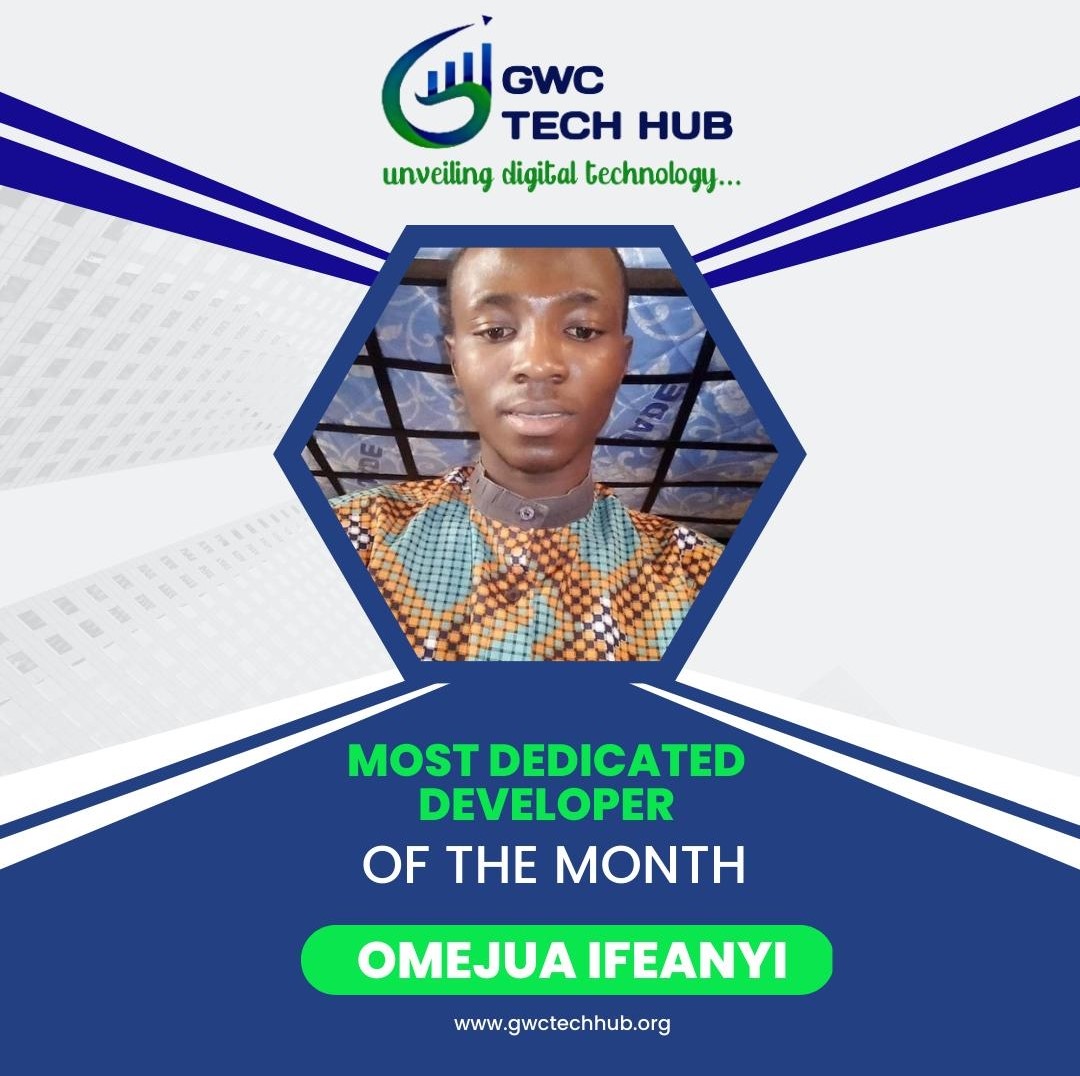 GWC
TECH HUB
unveiling digital technology...
MOST DEDICATED
DEVELOPER
OF THE MONTH
OMEJUA IFEANYI
www.gwctechhub.org